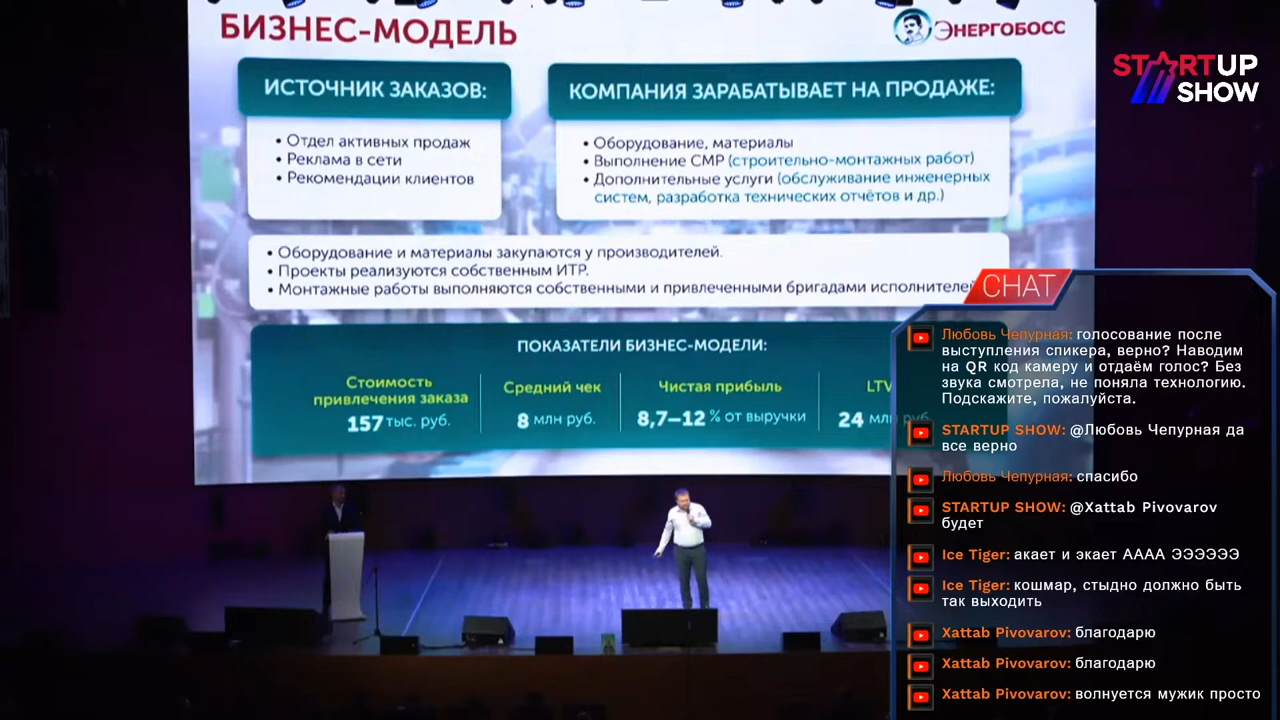 БИЗНЕС-МОДЕЛЬ
ЭНЕРГОБОСС
STARTUP
SHOW
ИСТОЧНИК ЗАКАЗОВ:
• Отдел активных продаж
• Реклама в сети
• Рекомендации клиентов
КОМПАНИЯ ЗАРАБАТЫВАЕТ НА ПРОДАЖЕ:
• Оборудование, материалы
• Выполнение СМР (строительно-монтажных работ)
• Дополнительные услуги (обслуживание инженерных
систем, разработка технических отчётов и др.)
• Оборудование и материалы закупаются у производителей.
• Проекты реализуются собственным ИТР.
• Монтажные работы выполняются собственными и привлеченными бригадами исполнителей
ПОКАЗАТЕЛИ БИЗНЕС-МОДЕЛИ:
Стоимость
привлечения заказа
157 тыс. руб.
Средний чек
8 млн руб.
Чистая прибыль
8,7–12 % от выручки
LTV
24 млн руб.
CHAT
Любовь Чепурная: голосование после
выступления спикера, верно? Наводим
на QR код камеру и отдаём голос? Без
звука смотрела, не поняла технологию.
Подскажите, пожалуйста.
STARTUP SHOW: @Любовь Чепурная да
все верно
Любовь Чепурная: спасибо
STARTUP SHOW: @Xattab Pivovarov
будет
Ice Tiger: акает и экает АААА ЭЭЭЭЭЭ
Ice Tiger: кошмар, стыдно должно быть
так выходить
Xattab Pivovarov: благодарю
Xattab Pivovarov: благодарю
Xattab Pivovarov: волнуется мужик просто